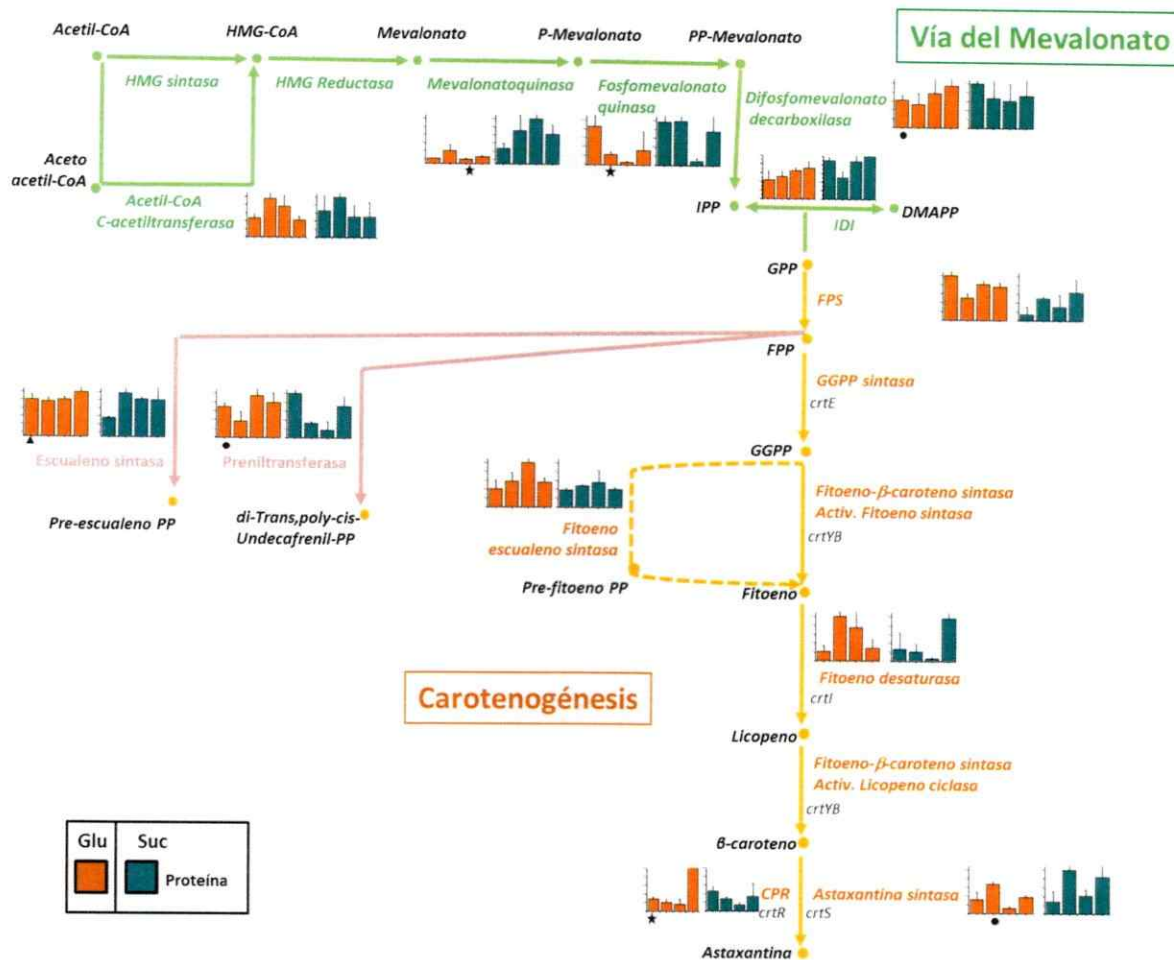 Acetil-CoA
HMG-CoA
Mevalonato
P-Mevalonato
PP-Mevalonato
Vía del Mevalonato
HMG sintasa
HMG Reductasa
Mevalonatoquinasa
Fosfomevalonato
quinasa
Difosfomevalonato
decarboxilasa
Aceto
acetil-CoA
Acetil-CoA
C-acetiltransferasa
IPP
DMAPP
IDI
GPP
FPS
FPP
GGPP sintasa
crtE
GGPP
Escualeno sintasa
Preniltransferasa
Pre-escualeno PP
di-Trans,poly-cis-
Undecafrenil-PP
Fitoeno
escualeno sintasa
Fitoeno-β-caroteno sintasa
Activ. Fitoeno sintasa
crtYB
Pre-fitoeno PP
Fitoeno
Fitoeno desaturasa
crtI
Carotenogénesis
Licopeno
Fitoeno-β-caroteno sintasa
Activ. Licopeno ciclasa
crtYB
β-caroteno
Glu
Suc
Proteína
CPR
crtR
Astaxantina sintasa
crtS
Astaxantina